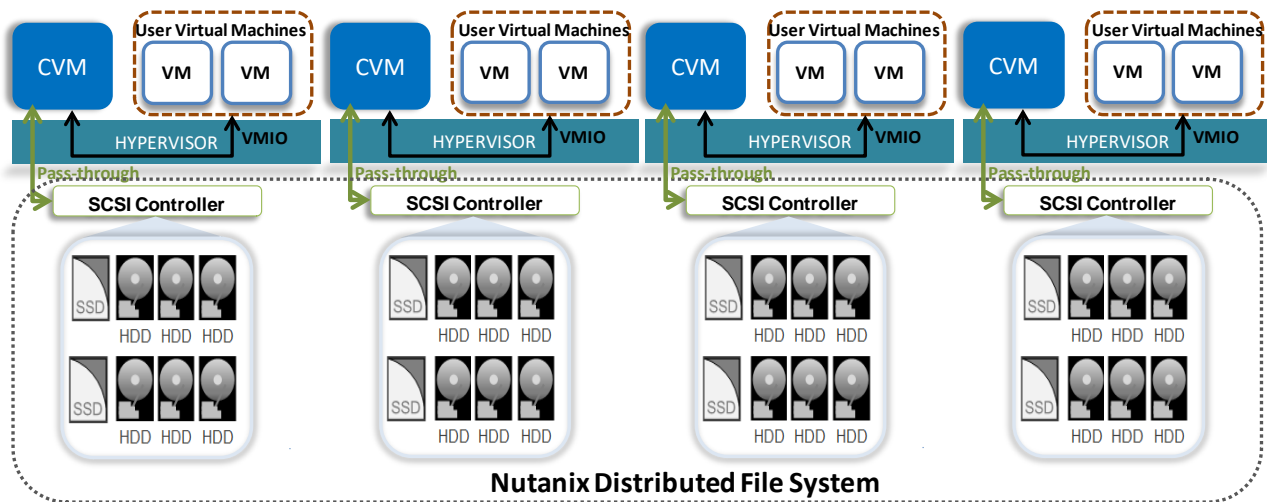 User Virtual Machines
CVM
VM VM
HYPERVISOR
VMIO
Pass-through
SCSI Controller
SSD
HDD HDD HDD
SSD
HDD HDD HDD
User Virtual Machines
CVM
VM VM
HYPERVISOR
VMIO
Pass-through
SCSI Controller
SSD
HDD HDD HDD
SSD
HDD HDD HDD
User Virtual Machines
CVM
VM VM
HYPERVISOR
VMIO
Pass-through
SCSI Controller
SSD
HDD HDD HDD
SSD
HDD HDD HDD
User Virtual Machines
CVM
VM VM
HYPERVISOR
VMIO
Pass-through
SCSI Controller
SSD
HDD HDD HDD
SSD
HDD HDD HDD
Nutanix Distributed File System